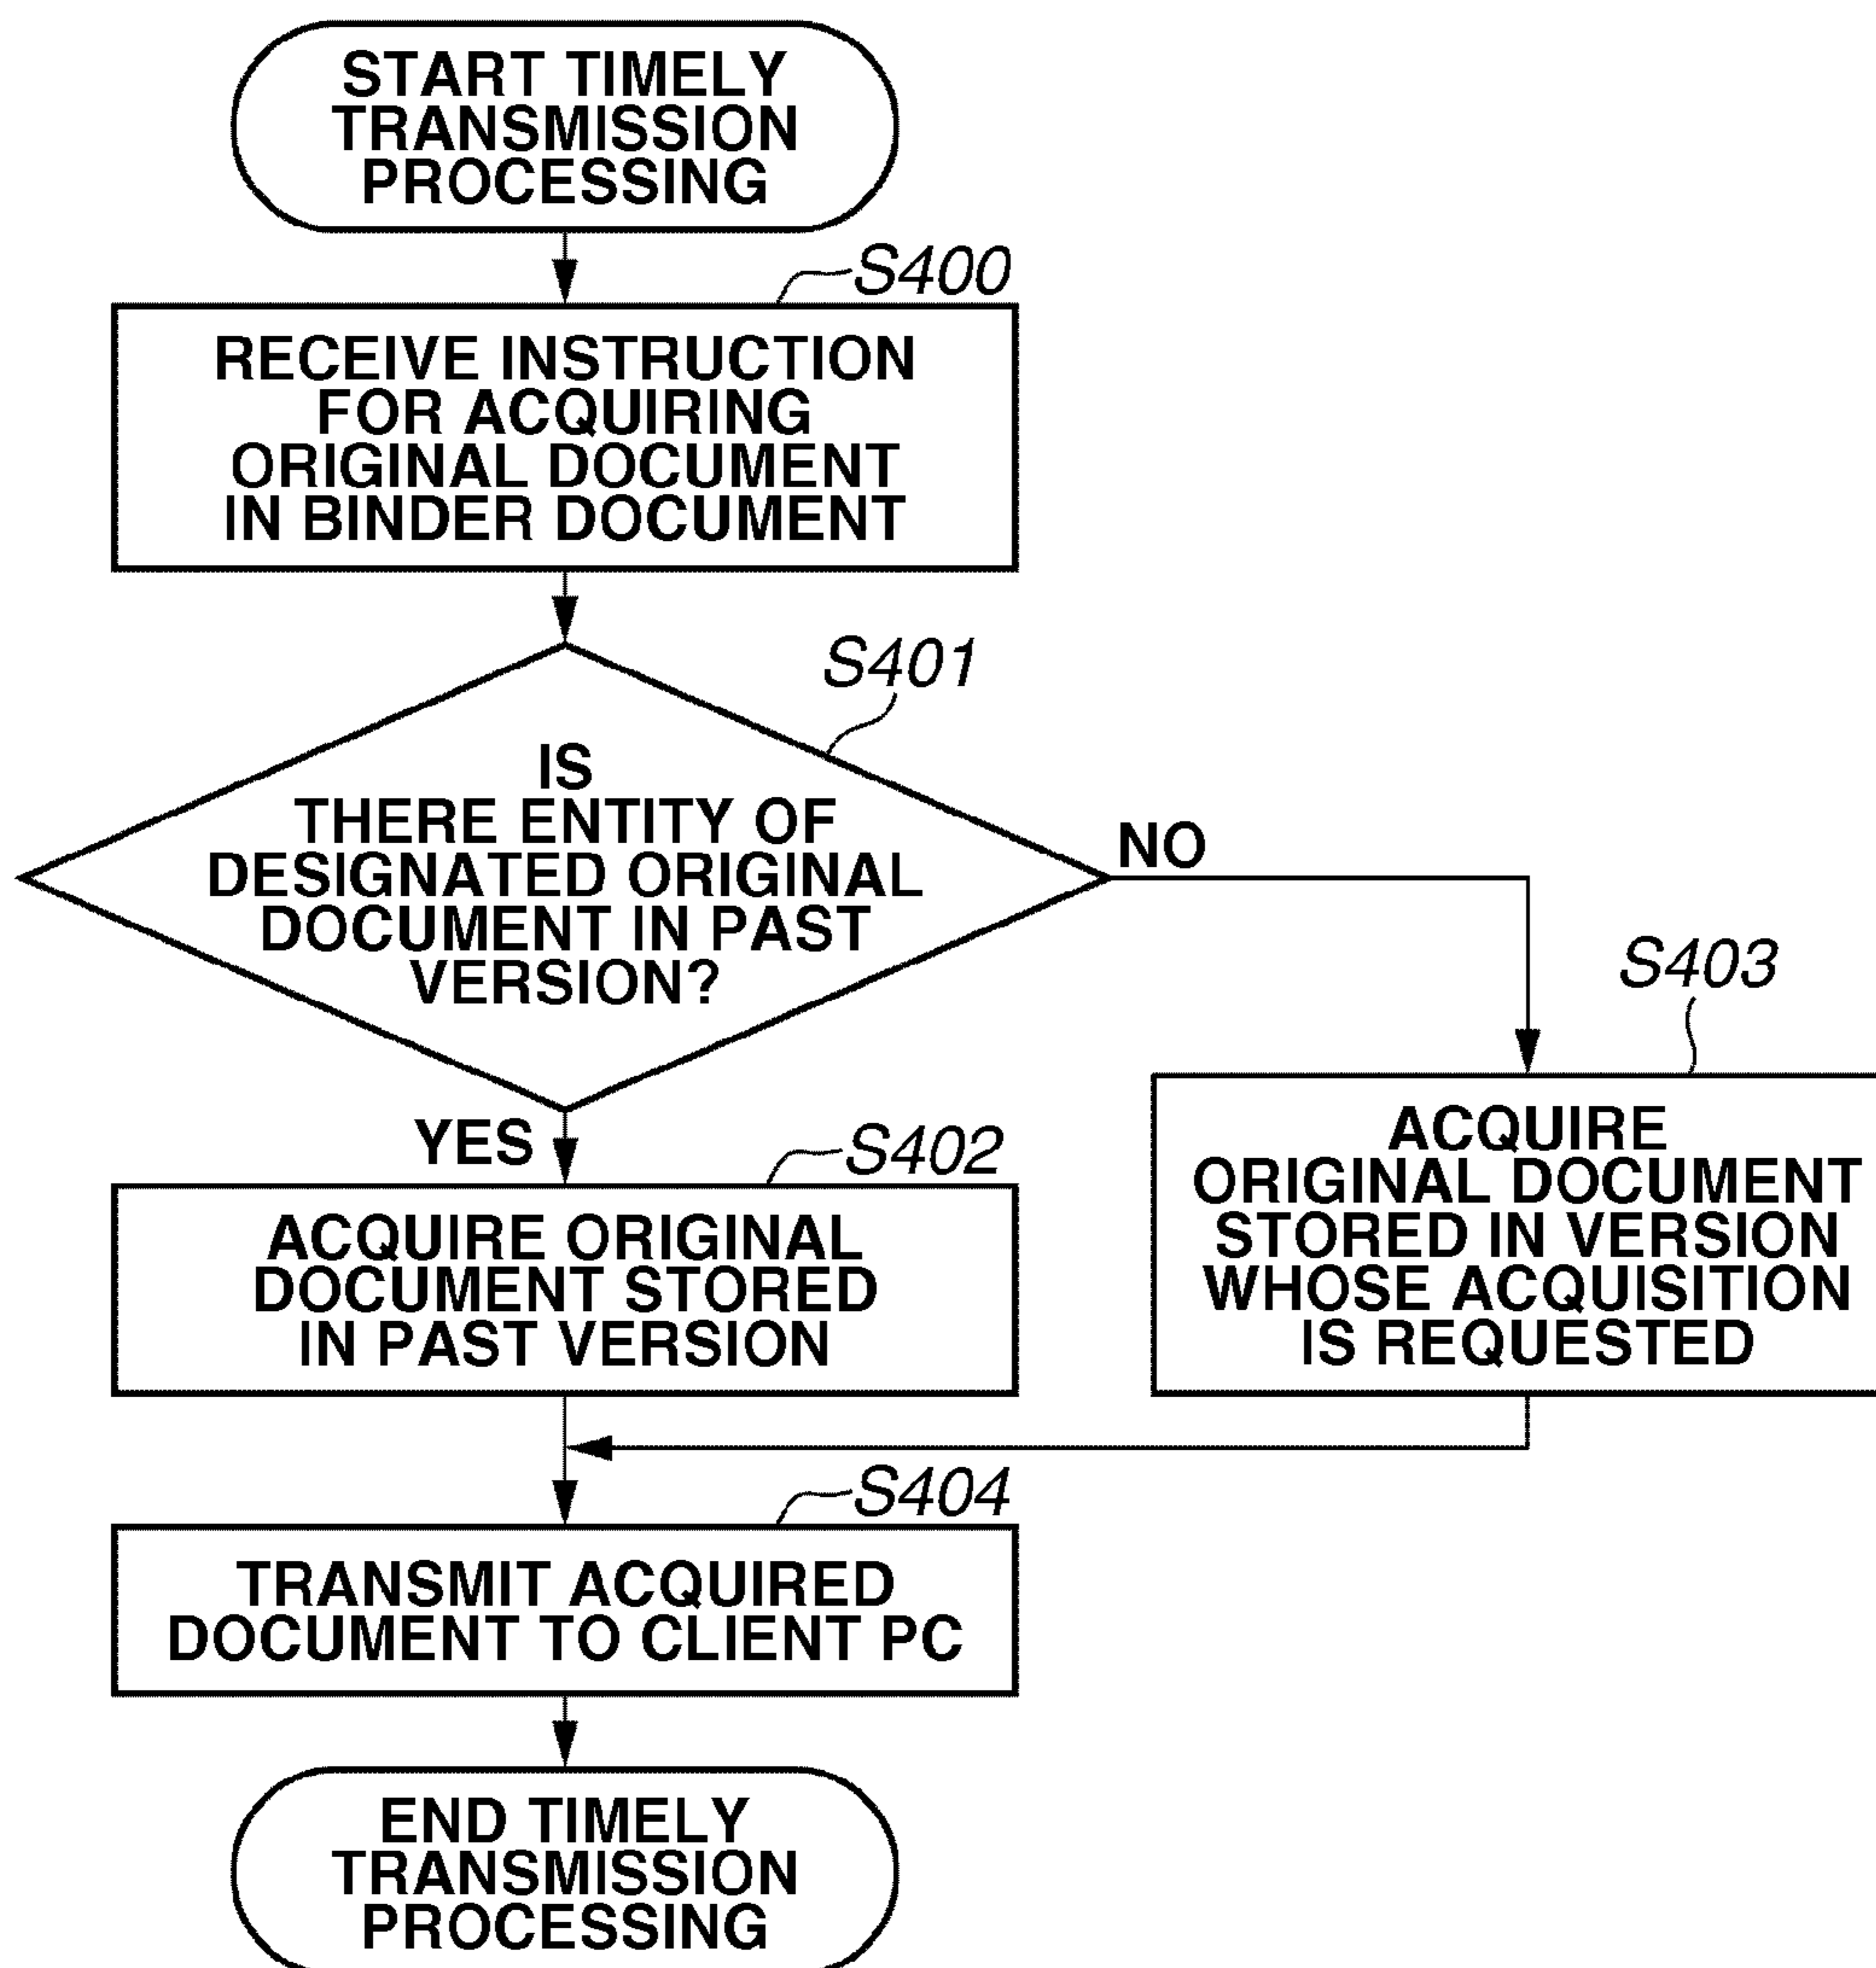 START TIMELY
TRANSMISSION
PROCESSING
S400
RECEIVE INSTRUCTION
FOR ACQUIRING
ORIGINAL DOCUMENT
IN BINDER DOCUMENT
S401
IS
THERE ENTITY OF
DESIGNATED ORIGINAL
DOCUMENT IN PAST
VERSION?
NO
YES
S402
ACQUIRE ORIGINAL
DOCUMENT STORED
IN PAST VERSION
S403
ACQUIRE
ORIGINAL DOCUMENT
STORED IN VERSION
WHOSE ACQUISITION
IS REQUESTED
S404
TRANSMIT ACQUIRED
DOCUMENT TO CLIENT PC
END TIMELY
TRANSMISSION
PROCESSING